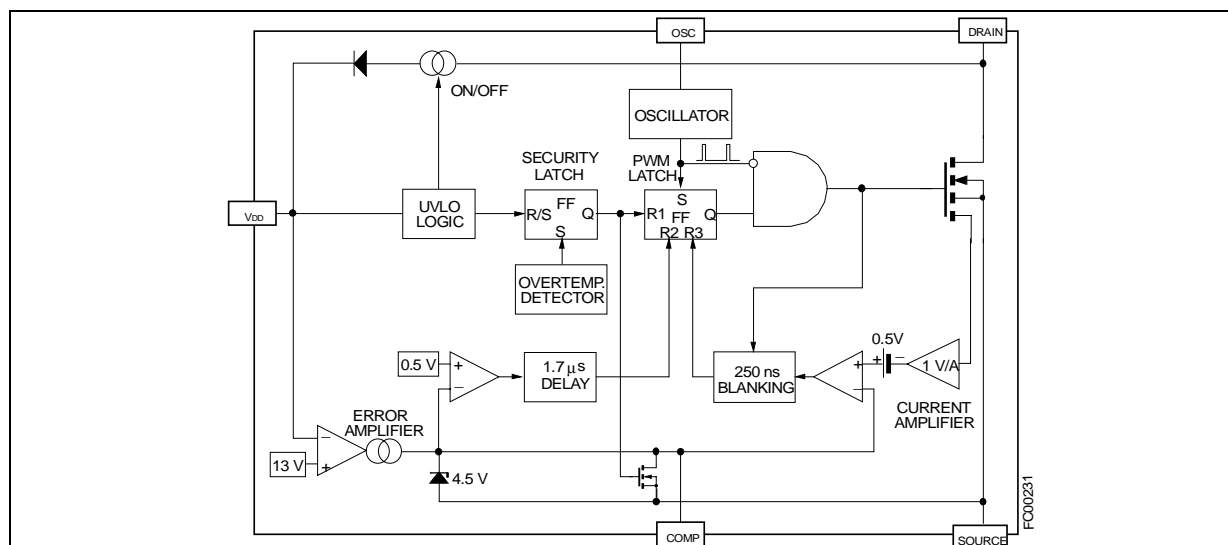 OSC
DRAIN
ON/OFF
OSCILLATOR
SECURITY
LATCH
PWM
LATCH
VDD
UVLO
LOGIC
R/S
FF
Q
S
S
R1
FF
Q
R2 R3
OVERTEMP.
DETECTOR
0.5 V
+
−
1.7 μs
DELAY
250 ns
BLANKING
+
−
0.5V
+
−
1 V/A
CURRENT
AMPLIFIER
ERROR
AMPLIFIER
13 V
−
+
4.5 V
COMP
SOURCE
FC00231